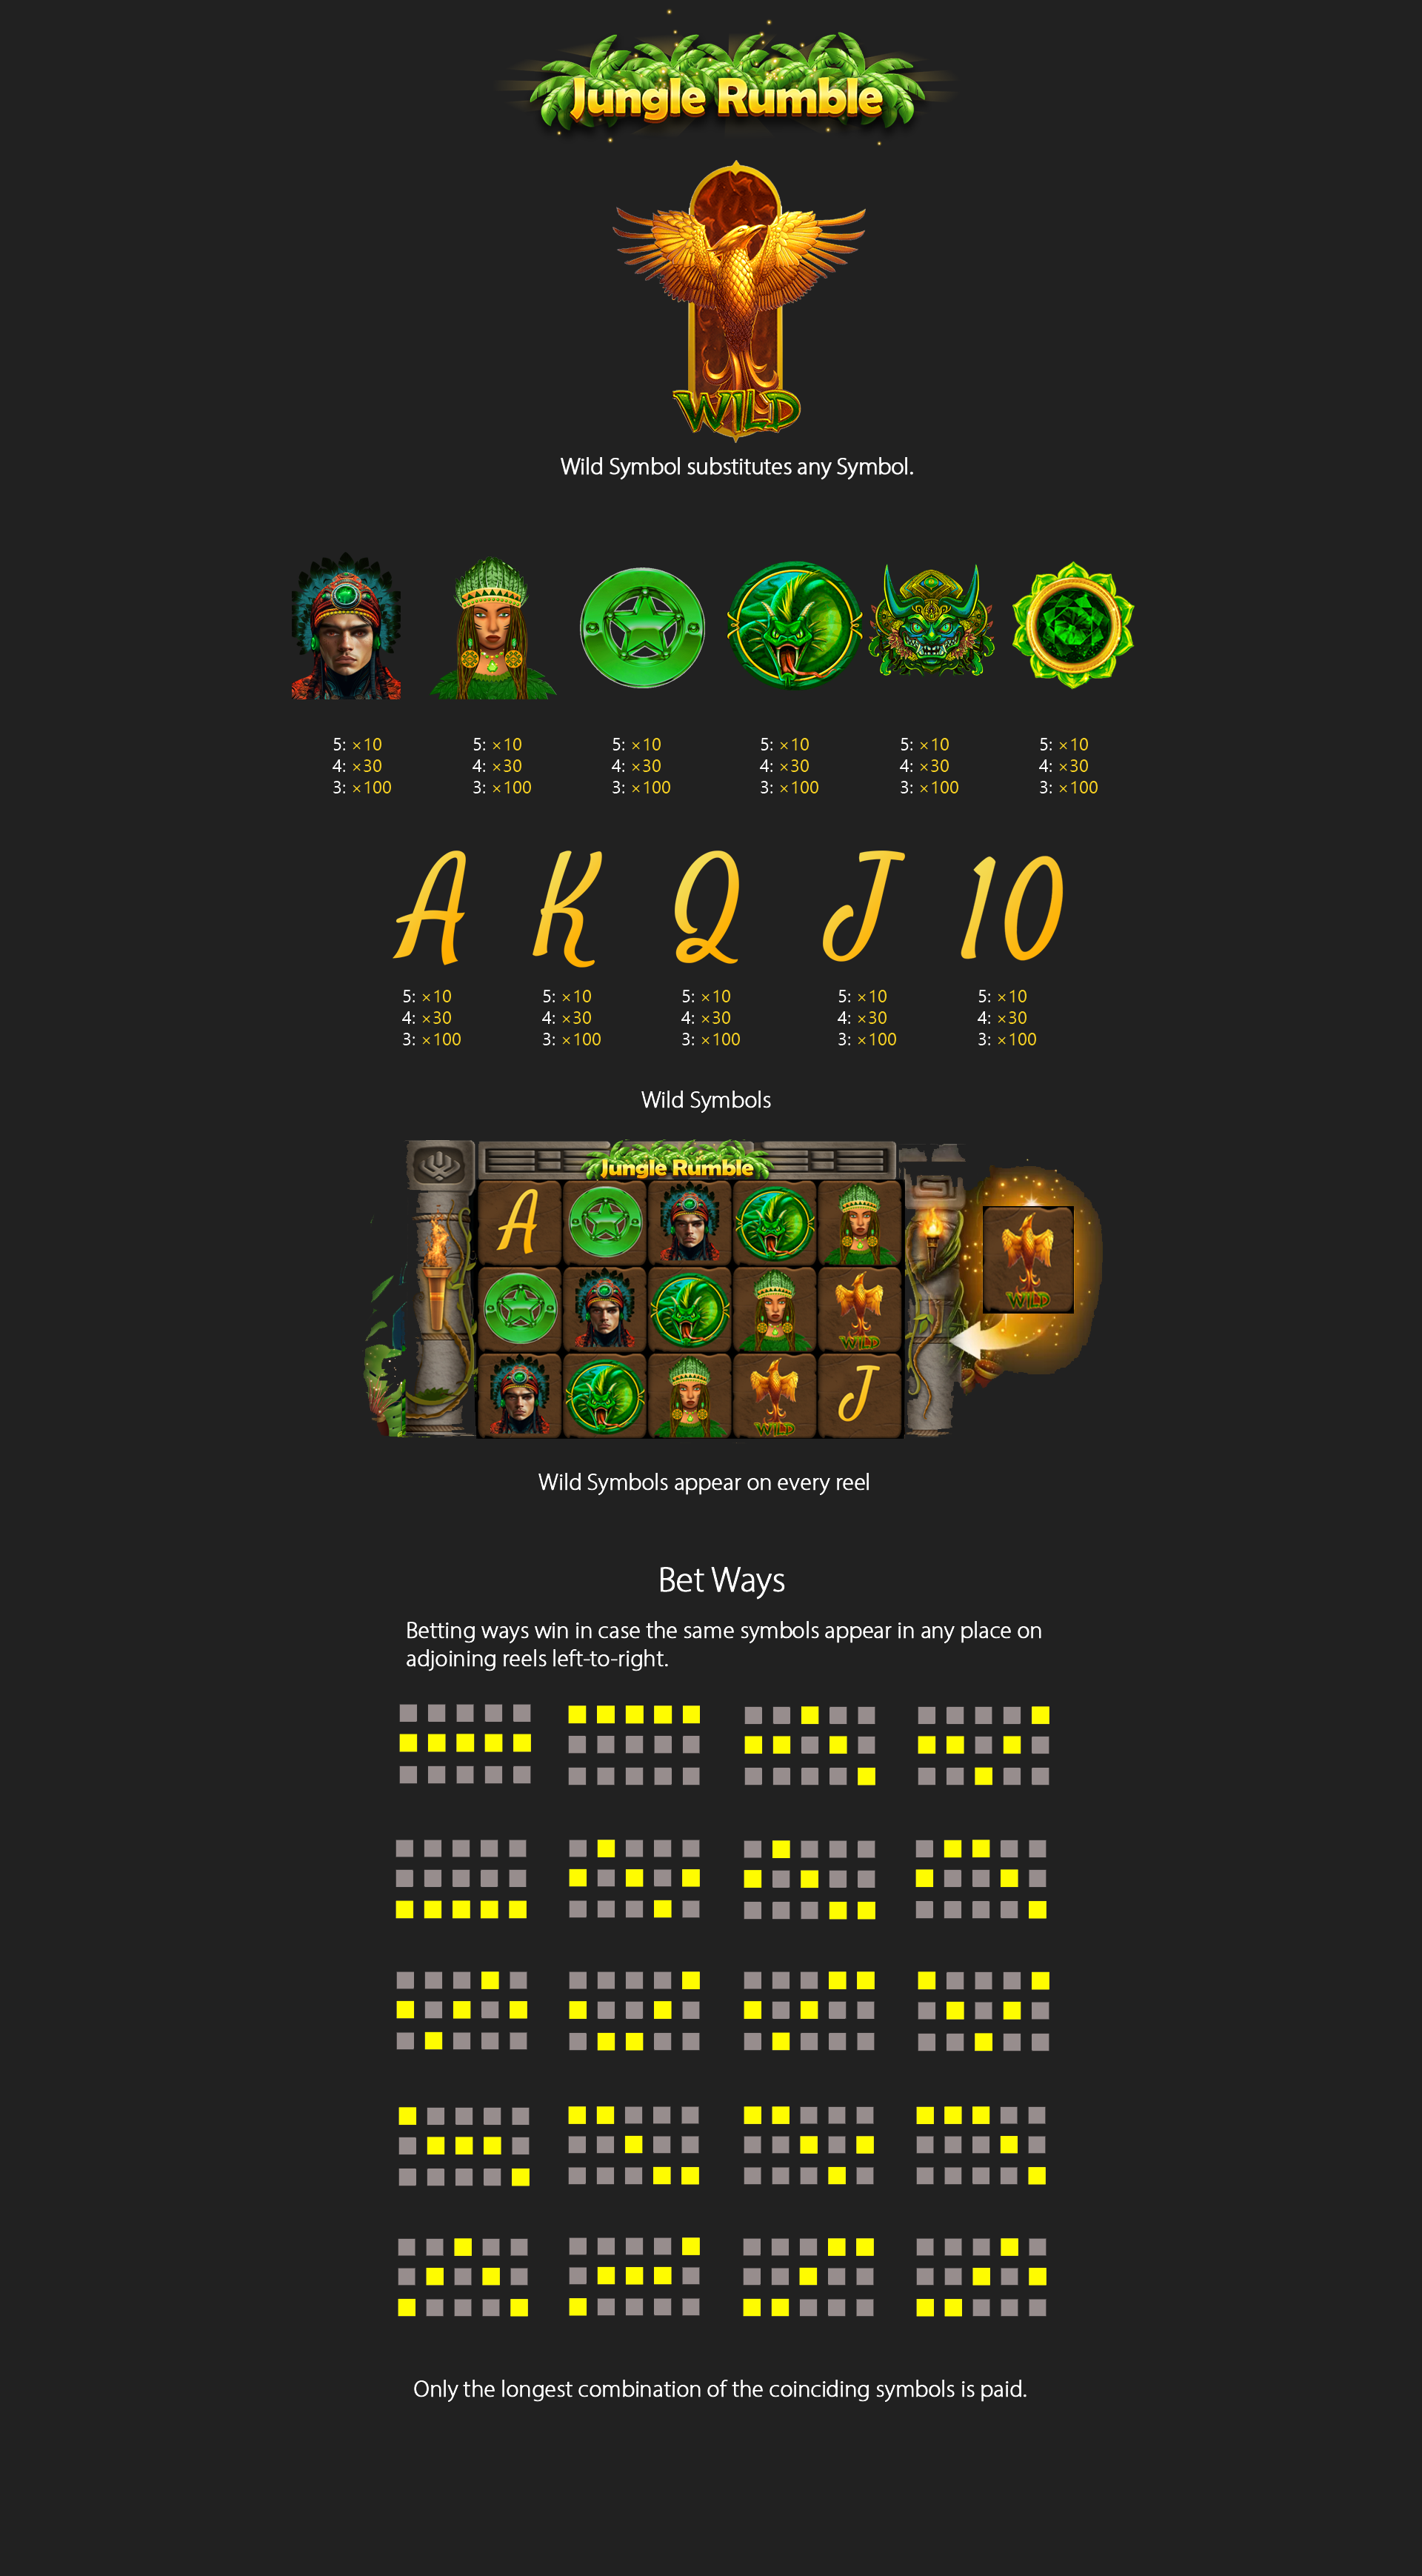 Jungle Rumble
WILD
Wild Symbol substitutes any Symbol.
5: ×10 5: ×10 5: ×10 5: ×10 5: ×10 5: ×10
4: ×30 4: ×30 4: ×30 4: ×30 4: ×30 4: ×30
3: ×100 3: ×100 3: ×100 3: ×100 3: ×100 3: ×100
A K Q J 10
5: ×10 5: ×10 5: ×10 5: ×10 5: ×10
4: ×30 4: ×30 4: ×30 4: ×30 4: ×30
3: ×100 3: ×100 3: ×100 3: ×100 3: ×100
Wild Symbols
Jungle Rumble
A
WILD
WILD
WILD J
Wild Symbols appear on every reel
Bet Ways
Betting ways win in case the same symbols appear in any place on
adjoining reels left-to-right.
Only the longest combination of the coinciding symbols is paid.